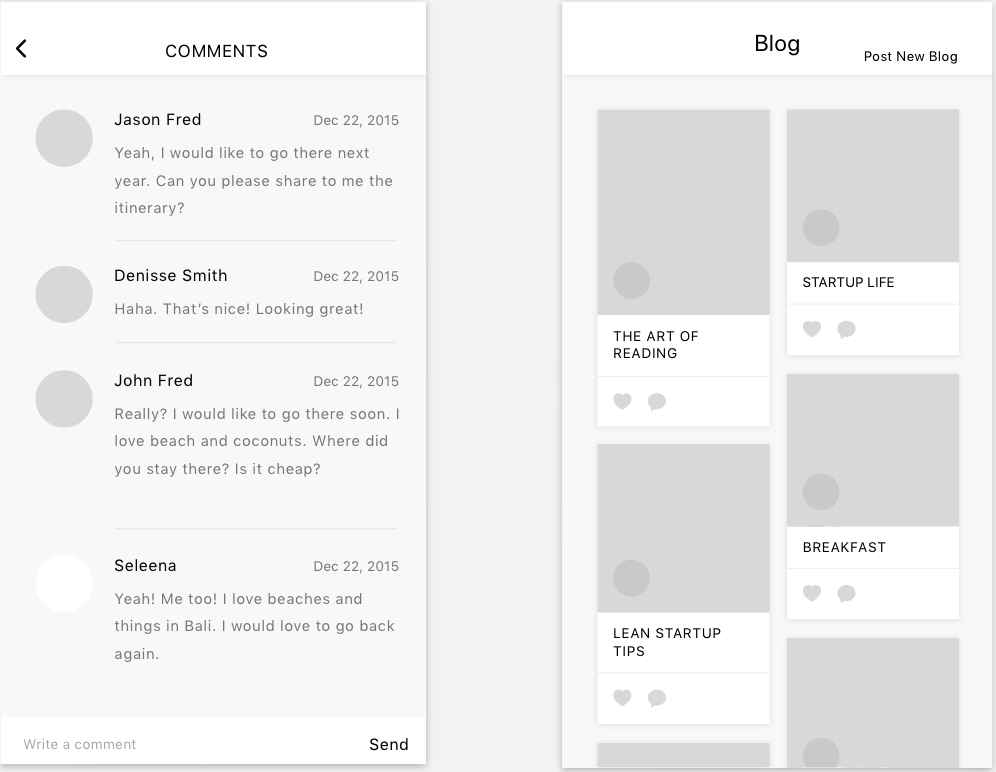 COMMENTS
Jason Fred
Dec 22, 2015
Yeah, I would like to go there next
year. Can you please share to me the
itinerary?
Denisse Smith
Dec 22, 2015
Haha. That's nice! Looking great!
John Fred
Dec 22, 2015
Really? I would like to go there soon. I
love beach and coconuts. Where did
you stay there? Is it cheap?
Seleena
Dec 22, 2015
Yeah! Me too! I love beaches and
things in Bali. I would love to go back
again.
Write a comment
Send
Blog
Post New Blog
THE ART OF
READING
STARTUP LIFE
LEAN STARTUP
TIPS
BREAKFAST